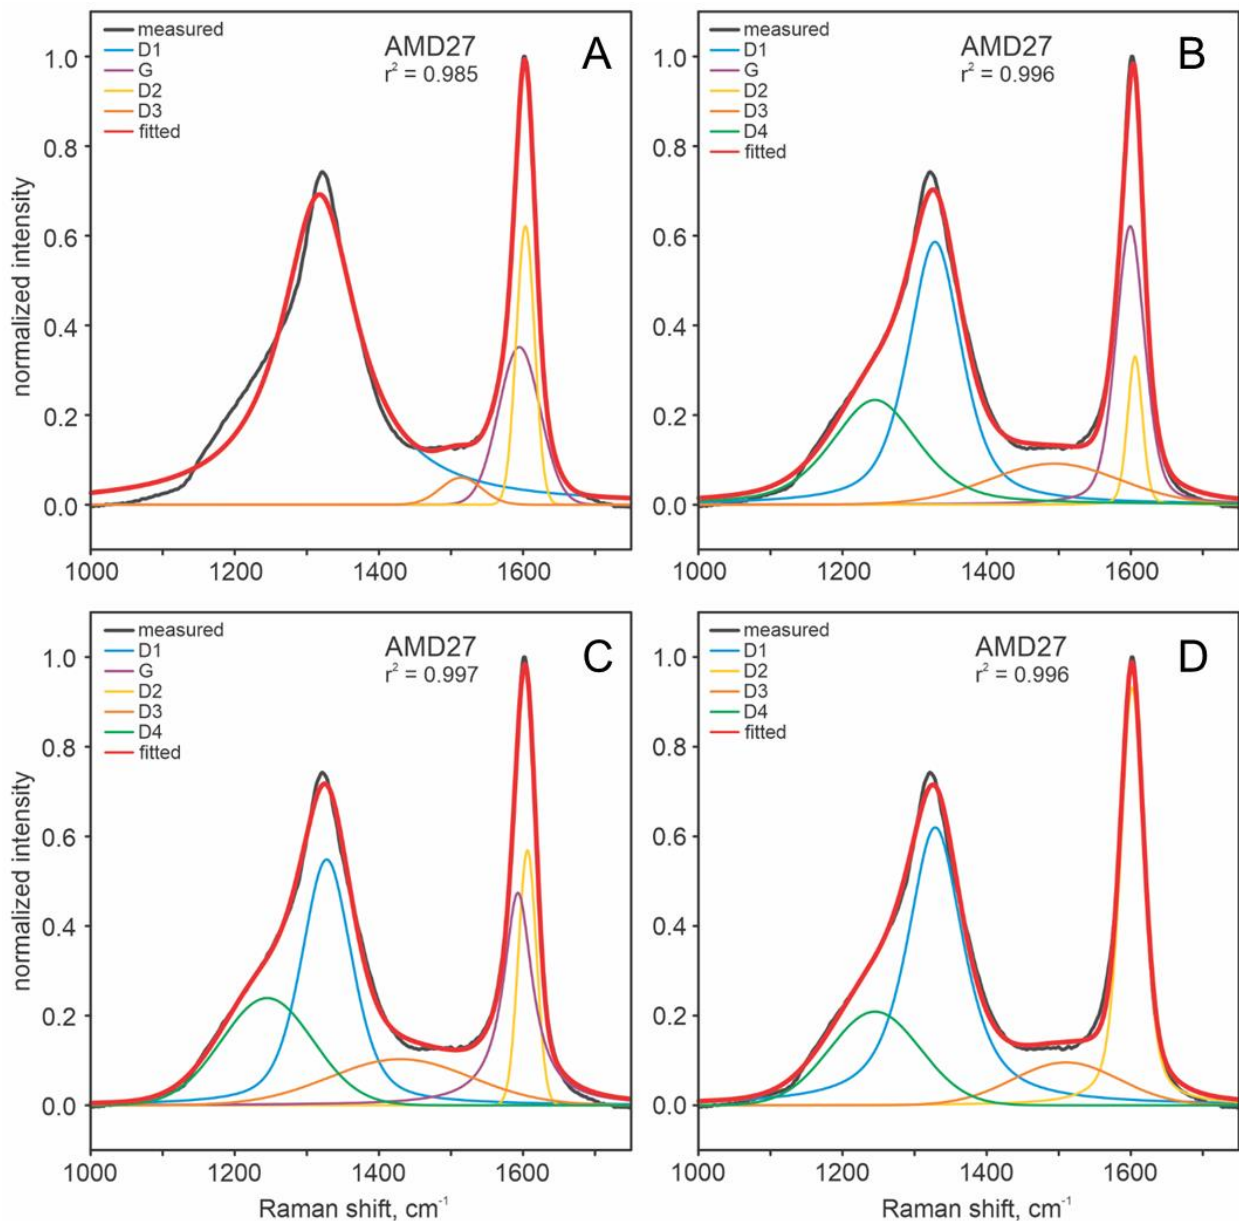 measured
D1
G
D2
D3
fitted
AMD27
r² = 0.985
A
1.0
0.8
0.6
0.4
0.2
0.0
normalized intensity
1000
1200
1400
1600
measured
D1
G
D2
D3
D4
fitted
AMD27
r² = 0.996
B
1.0
0.8
0.6
0.4
0.2
0.0
1000
1200
1400
1600
measured
D1
G
D2
D3
D4
fitted
AMD27
r² = 0.997
C
1.0
0.8
0.6
0.4
0.2
0.0
normalized intensity
1000
1200
1400
1600
Raman shift, cm⁻¹
measured
D1
D2
D3
D4
fitted
AMD27
r² = 0.996
D
1.0
0.8
0.6
0.4
0.2
0.0
1000
1200
1400
1600
Raman shift, cm⁻¹